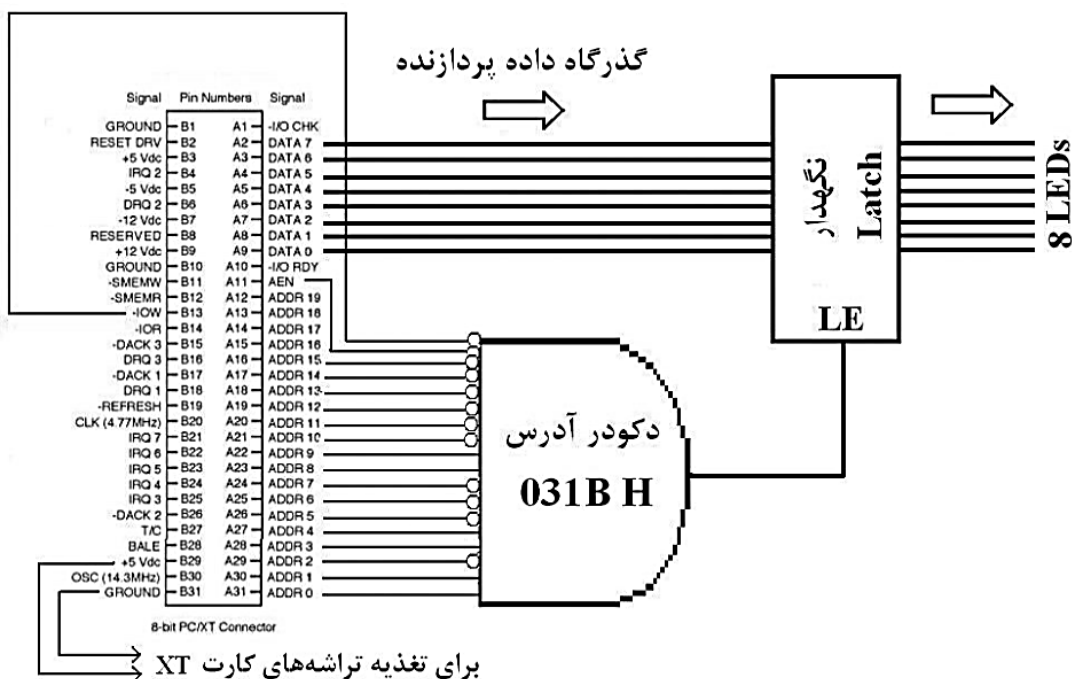 گذرگاه داده پردازنده
Signal Pin Numbers Signal
GROUND B1 A1 -I/O CHK
RESET DRV B2 A2 DATA 7
+5 Vdc B3 A3 DATA 6
IRQ 2 B4 A4 DATA 5
-5 Vdc B5 A5 DATA 4
DRQ 2 B6 A6 DATA 3
-12 Vdc B7 A7 DATA 2
RESERVED B8 A8 DATA 1
+12 Vdc B9 A9 DATA 0
GROUND B10 A10 -I/O RDY
-SMEMW B11 A11 AEN
-SMEMR B12 A12 ADDR 19
-IOW B13 A13 ADDR 18
-IOR B14 A14 ADDR 17
-DACK 3 B15 A15 ADDR 16
DRQ 3 B16 A16 ADDR 15
-DACK 1 B17 A17 ADDR 14
DRQ 1 B18 A18 ADDR 13
-REFRESH B19 A19 ADDR 12
CLK (4.77MHz) B20 A20 ADDR 11
IRQ 7 B21 A21 ADDR 10
IRQ 6 B22 A22 ADDR 9
IRQ 5 B23 A23 ADDR 8
IRQ 4 B24 A24 ADDR 7
IRQ 3 B25 A25 ADDR 6
-DACK 2 B26 A26 ADDR 5
T/C B27 A27 ADDR 4
BALE B28 A28 ADDR 3
+5 Vdc B29 A29 ADDR 2
OSC (14.3MHz) B30 A30 ADDR 1
GROUND B31 A31 ADDR 0
8-bit PC/XT Connector
نگهدار
Latch
LE
8 LEDs
دکودر آدرس
031B H
برای تغذیه تراشه‌های کارت XT